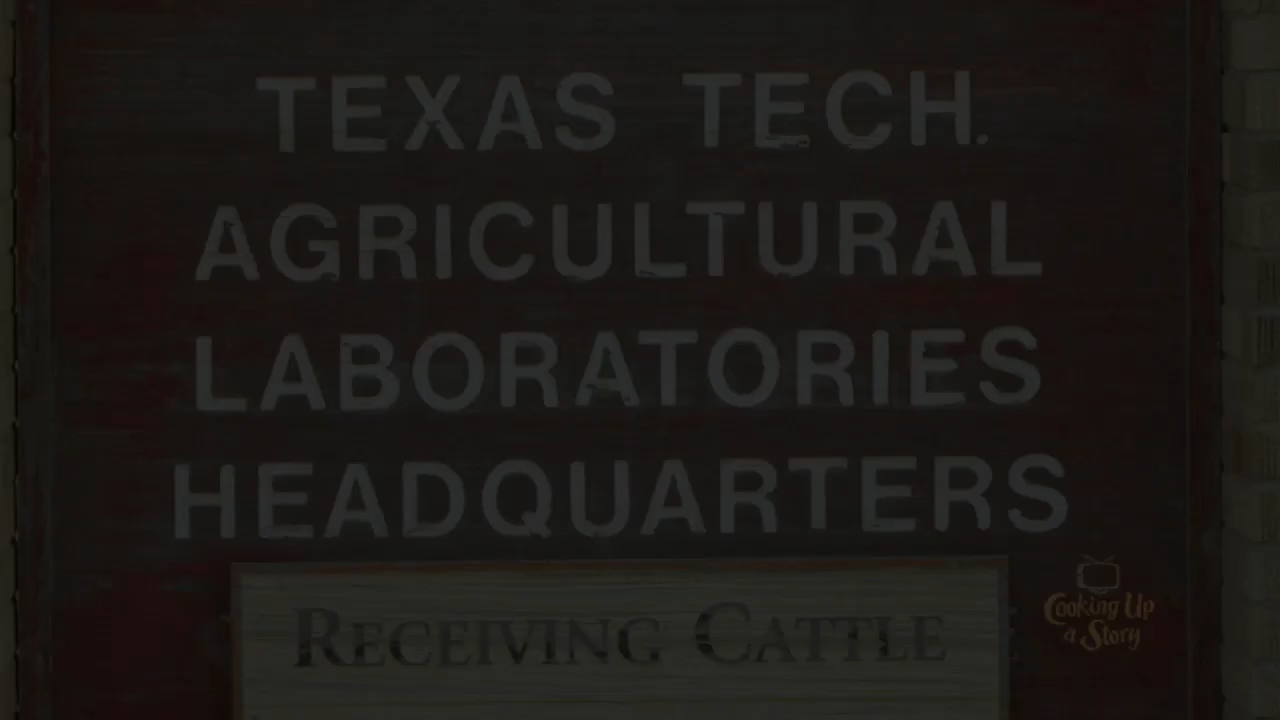 TEXAS TECH.
AGRICULTURAL
LABORATORIES
HEADQUARTERS
RECEIVING CATTLE
Cooking Up
a Story